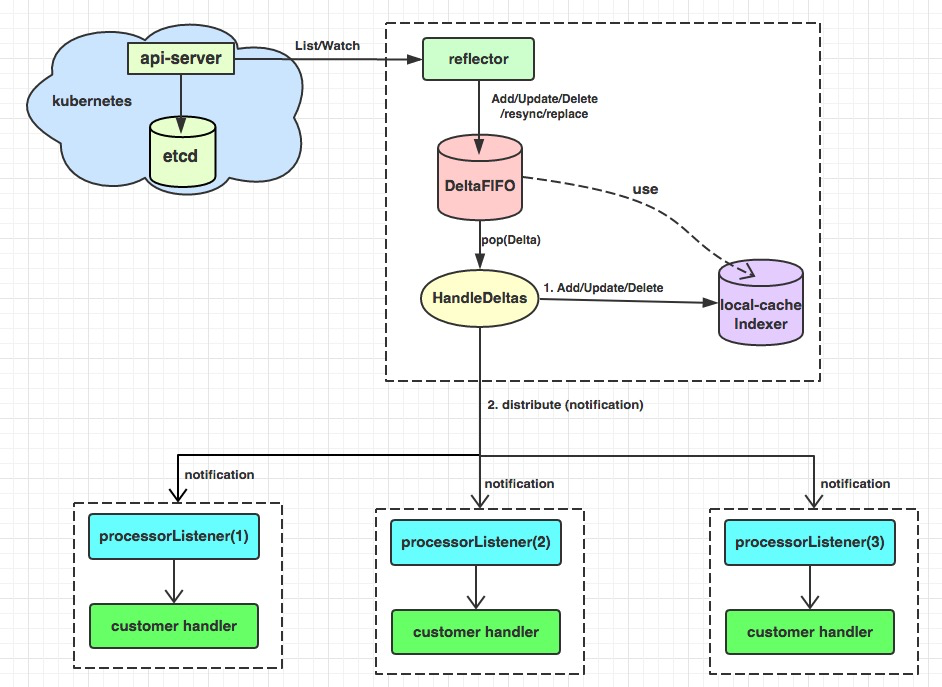 List/Watch
api-server
reflector
kubernetes
Add/Update/Delete
/resync/replace
etcd
DeltaFIFO
use
pop(Delta)
1. Add/Update/Delete
HandleDeltas
local-cache
Indexer
2. distribute (notification)
notification
notification
notification
processorListener(1)
processorListener(2)
processorListener(3)
customer handler
customer handler
customer handler